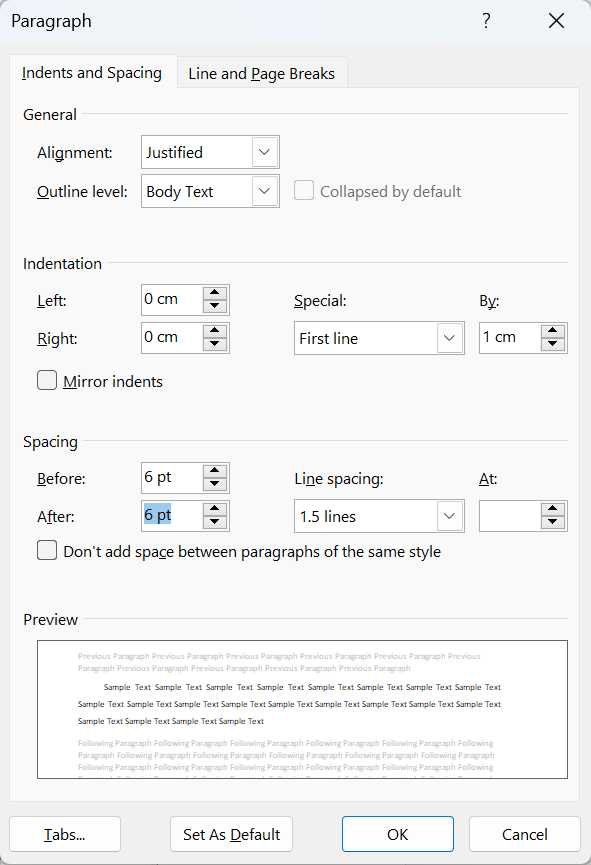 Paragraph ?
Indents and Spacing Line and Page Breaks
General
Alignment: Justified
Outline level: Body Text Collapsed by default
Indentation
Left: 0 cm Special: By:
Right: 0 cm First line 1 cm
Mirror indents
Spacing
Before: 6 pt Line spacing: At:
After: 6 pt 1.5 lines
Don't add space between paragraphs of the same style
Preview
Previous Paragraph Previous Paragraph Previous Paragraph Previous Paragraph Previous Paragraph Previous
Paragraph Previous Paragraph Previous Paragraph Previous Paragraph Previous Paragraph
Sample Text Sample Text Sample Text Sample Text Sample Text Sample Text Sample Text Sample Text
Sample Text Sample Text Sample Text Sample Text Sample Text Sample Text Sample Text Sample Text Sample Text
Sample Text Sample Text Sample Text Sample Text
Following Paragraph Following Paragraph Following Paragraph Following Paragraph Following Paragraph Following
Paragraph Following Paragraph Following Paragraph Following Paragraph Following Paragraph Following Paragraph
Following Paragraph Following Paragraph Following Paragraph Following Paragraph Following Paragraph Following
Tabs... Set As Default OK Cancel